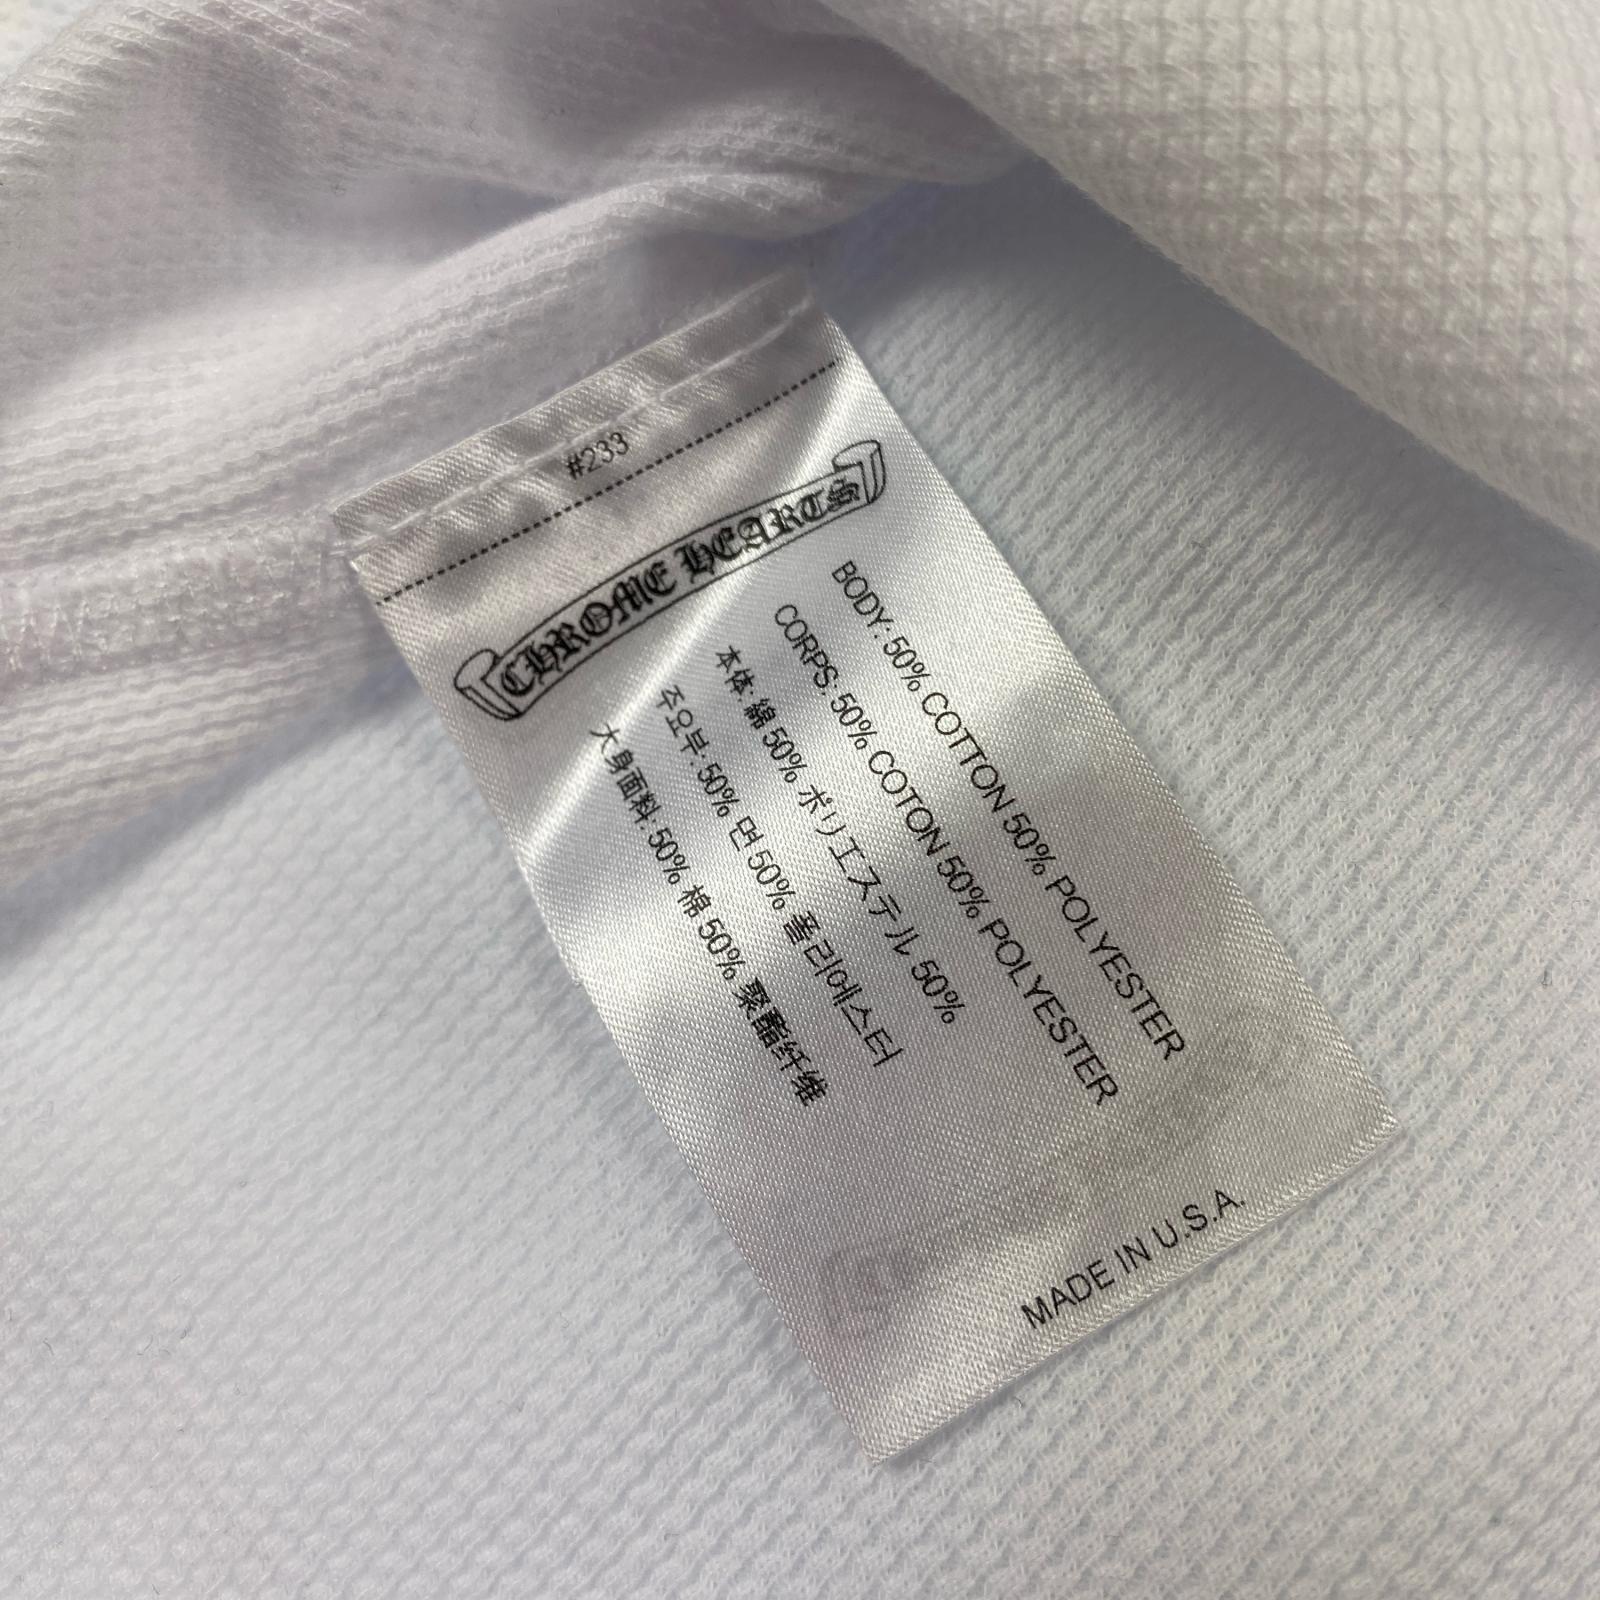 #233
CHROME HEARTS
BODY: 50% COTTON 50% POLYESTER
CORPS: 50% COTON 50% POLYESTER
本体: 綿 50% ポリエステル 50%
주요부: 50% 면 50% 폴리에스터
大身面料: 50% 棉 50% 聚酯纤维
MADE IN U.S.A.